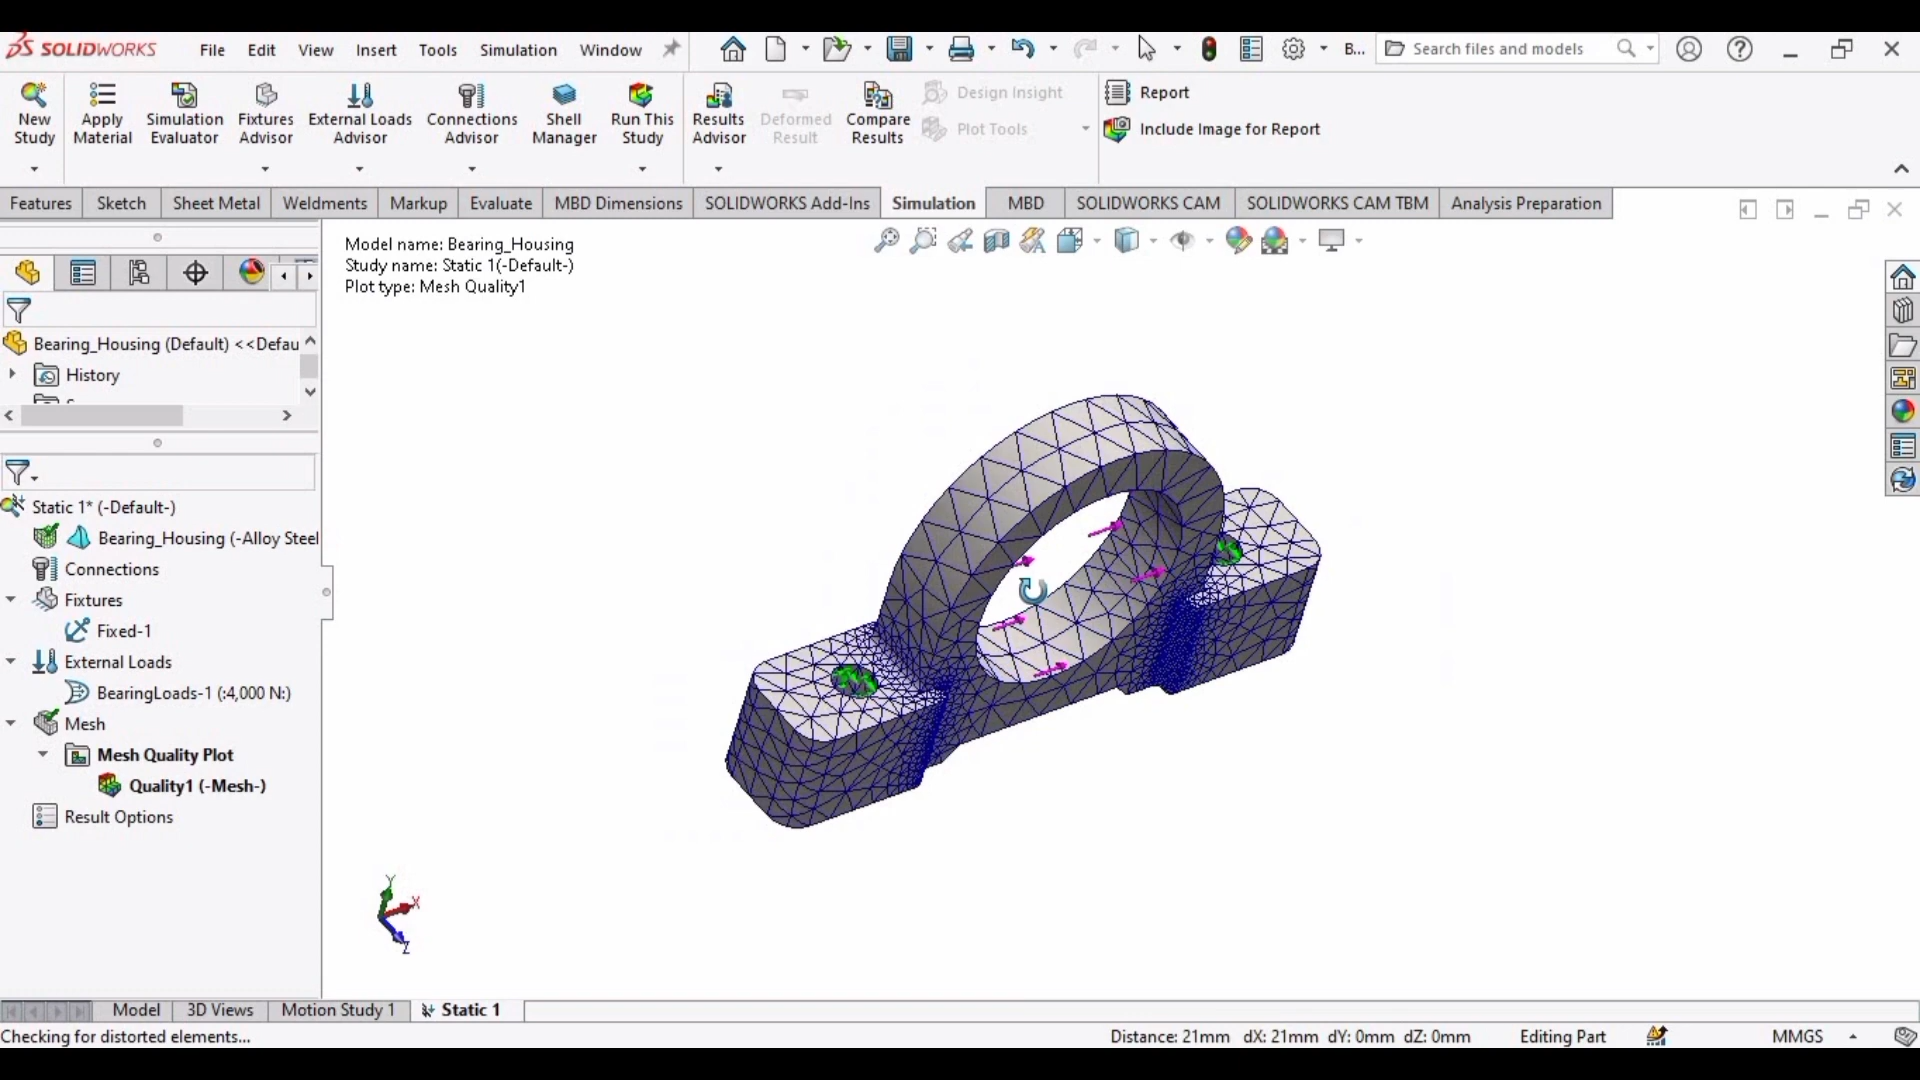 SOLIDWORKS File Edit View Insert Tools Simulation Window B... Search files and models
New Study
Apply Material
Simulation Evaluator
Fixtures Advisor
External Loads Advisor
Connections Advisor
Shell Manager
Run This Study
Results Advisor
Deformed Result
Compare Results
Design Insight
Plot Tools
Report
Include Image for Report
Features Sketch Sheet Metal Weldments Markup Evaluate MBD Dimensions SOLIDWORKS Add-Ins Simulation MBD SOLIDWORKS CAM SOLIDWORKS CAM TBM Analysis Preparation
Model name: Bearing_Housing
Study name: Static 1(-Default-)
Plot type: Mesh Quality1
Bearing_Housing (Default) <<Defau
History
Static 1* (-Default-)
Bearing_Housing (-Alloy Steel
Connections
Fixtures
Fixed-1
External Loads
BearingLoads-1 (:4,000 N:)
Mesh
Mesh Quality Plot
Quality1 (-Mesh-)
Result Options
Y
X
Z
Model 3D Views Motion Study 1 Static 1
Checking for distorted elements... Distance: 21mm dX: 21mm dY: 0mm dZ: 0mm Editing Part MMGS